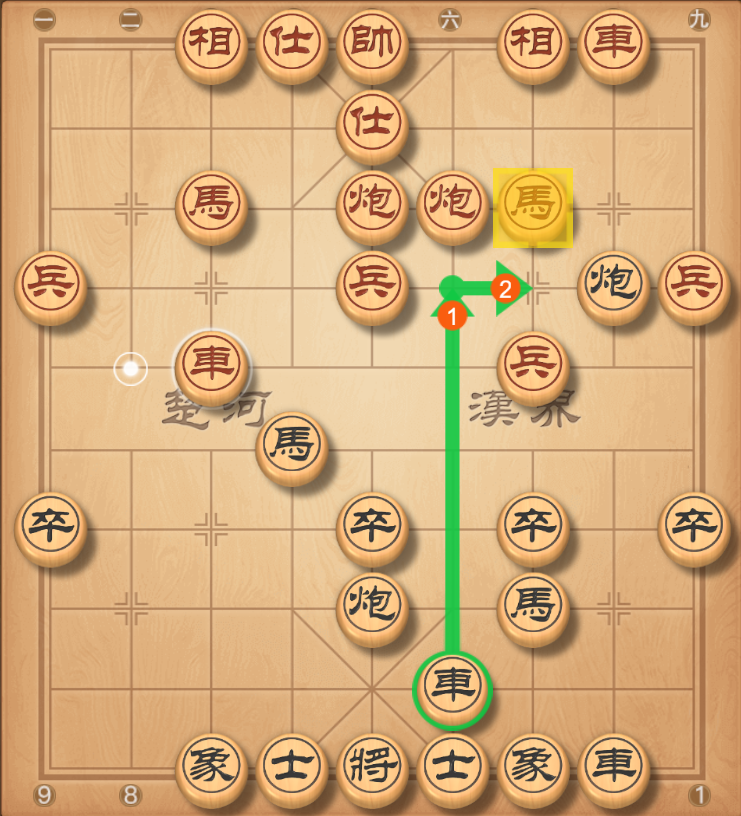 一 二 相 仕 帥 六 相 車 九
仕
馬 炮 炮 馬
兵 兵 炮 兵
2
1
車 兵
楚河 漢界
馬
卒 卒 卒 卒
炮 馬
車
象 士 將 士 象 車
9 8 1